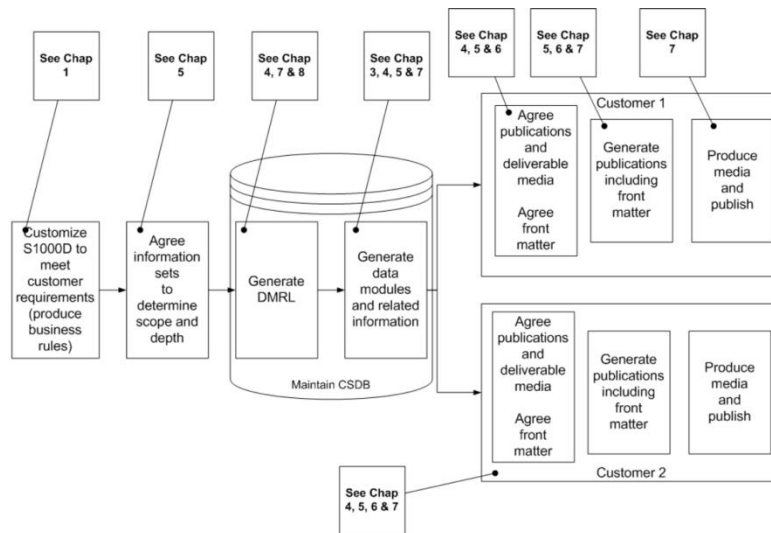 See Chap
1
See Chap
5
See Chap
4, 7 & 8
See Chap
3, 4, 5 & 7
See Chap
4, 5 & 6
See Chap
5, 6 & 7
See Chap
7
Customer 1
Agree
publications
and
deliverable
media
Agree
front
matter
Generate
publications
including
front
matter
Produce
media
and
publish
Customize
S1000D to
meet
customer
requirements
(produce
business
rules)
Agree
information
sets
to
determine
scope and
depth
Generate
DMRL
Generate
data
modules
and related
information
Maintain CSDB
Agree
publications
and
deliverable
media
Agree
front
matter
Generate
publications
including
front
matter
Produce
media
and
publish
Customer 2
See Chap
4, 5, 6 & 7